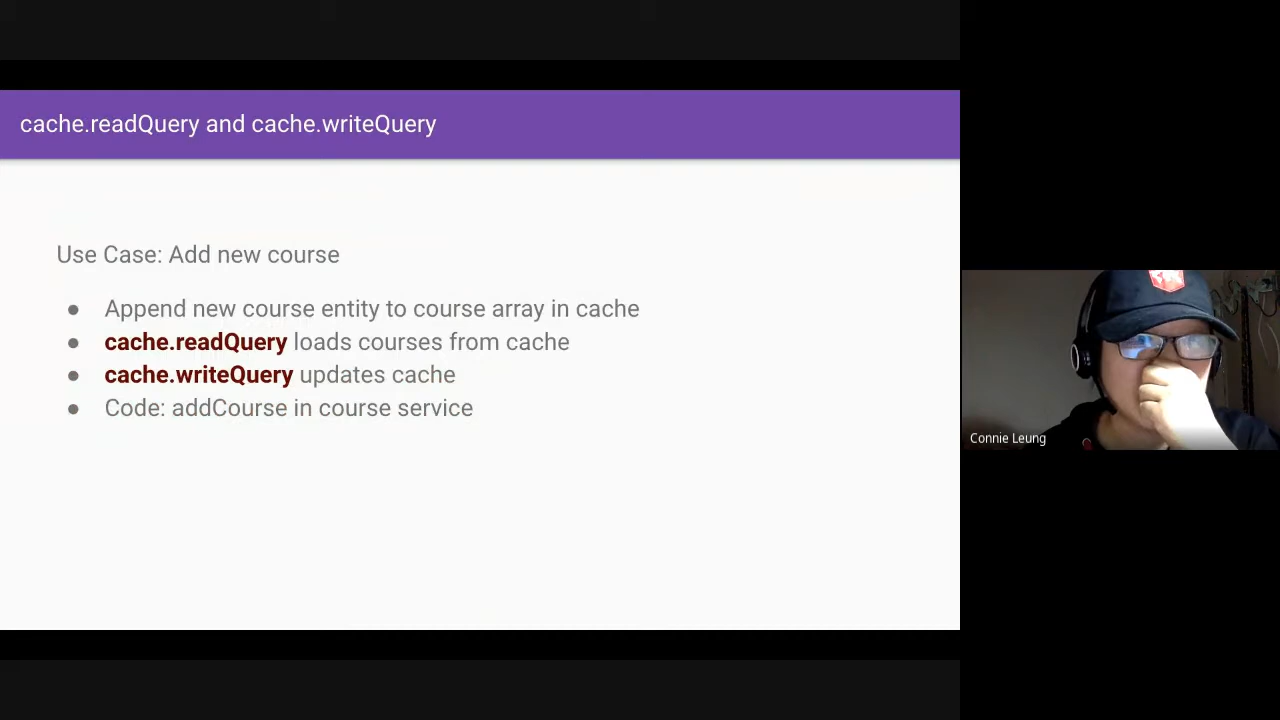 cache.readQuery and cache.writeQuery
Use Case: Add new course
● Append new course entity to course array in cache
● cache.readQuery loads courses from cache
● cache.writeQuery updates cache
● Code: addCourse in course service
Connie Leung